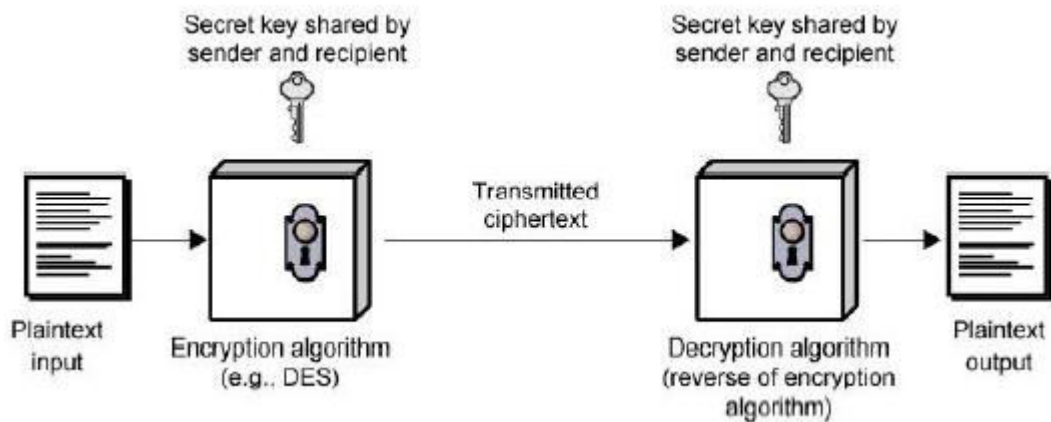 Secret key shared by
sender and recipient
Secret key shared by
sender and recipient
Transmitted
ciphertext
Plaintext
input
Encryption algorithm
(e.g., DES)
Decryption algorithm
(reverse of encryption
algorithm)
Plaintext
output